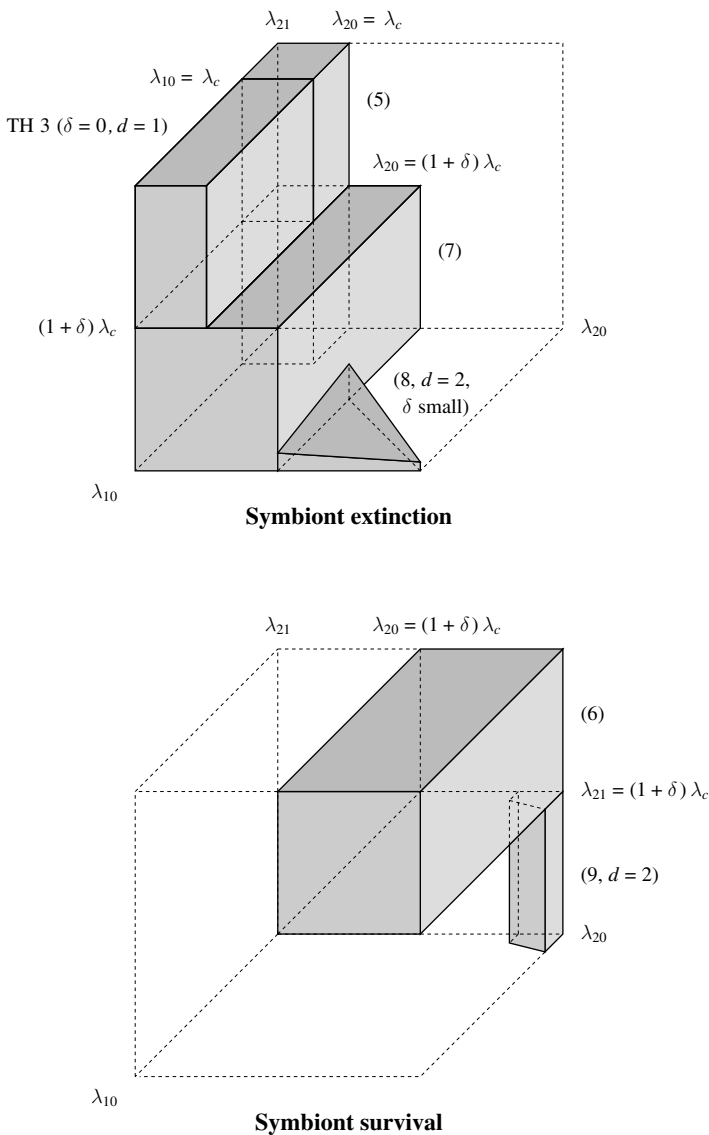 λ21 λ20 = λc
λ10 = λc
(5)
TH 3 (δ = 0, d = 1)
λ20 = (1 + δ) λc
(7)
(1 + δ) λc
λ20
(8, d = 2,
δ small)
λ10
Symbiont extinction
λ21 λ20 = (1 + δ) λc
(6)
λ21 = (1 + δ) λc
(9, d = 2)
λ20
λ10
Symbiont survival